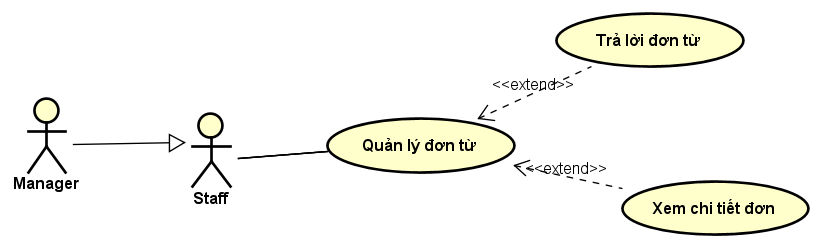 Trả lời đơn từ
<<extend>>
Quản lý đơn từ
<<extend>>
Manager
Staff
Xem chi tiết đơn